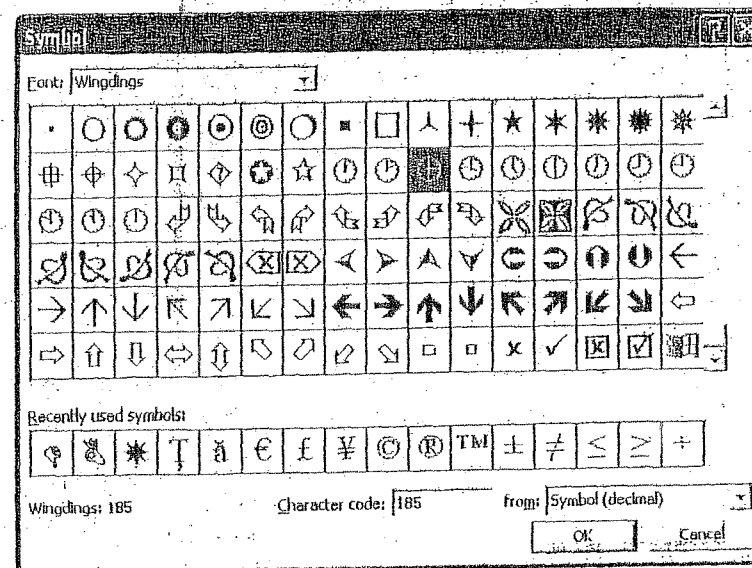 Symbol
Font: Wingdings
Recently used symbols:
Ț ă € £ ¥ © ® TM ± ≠ ≤ ≥ ÷
Wingdings: 185 Character code: 185 from: Symbol (decimal)
OK Cancel